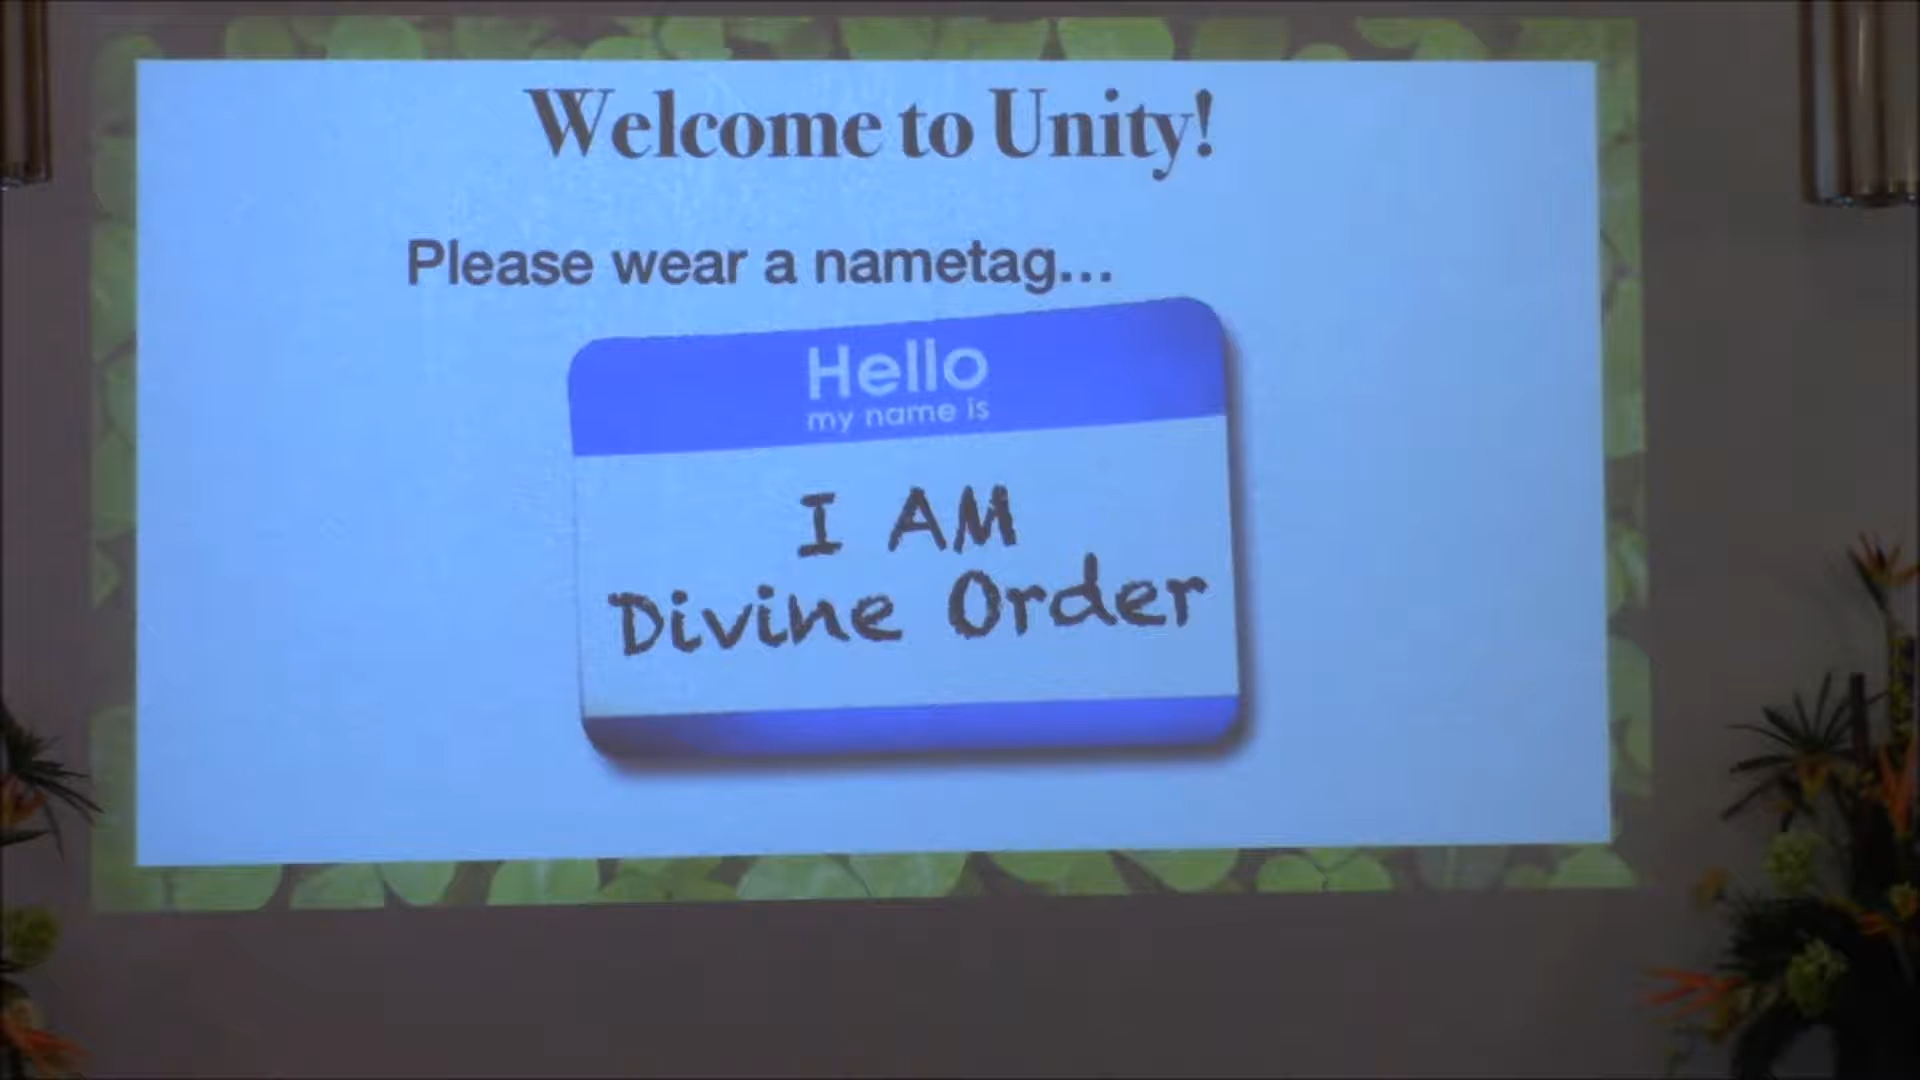 Welcome to Unity!
Please wear a nametag...
Hello
my name is
I AM
Divine Order